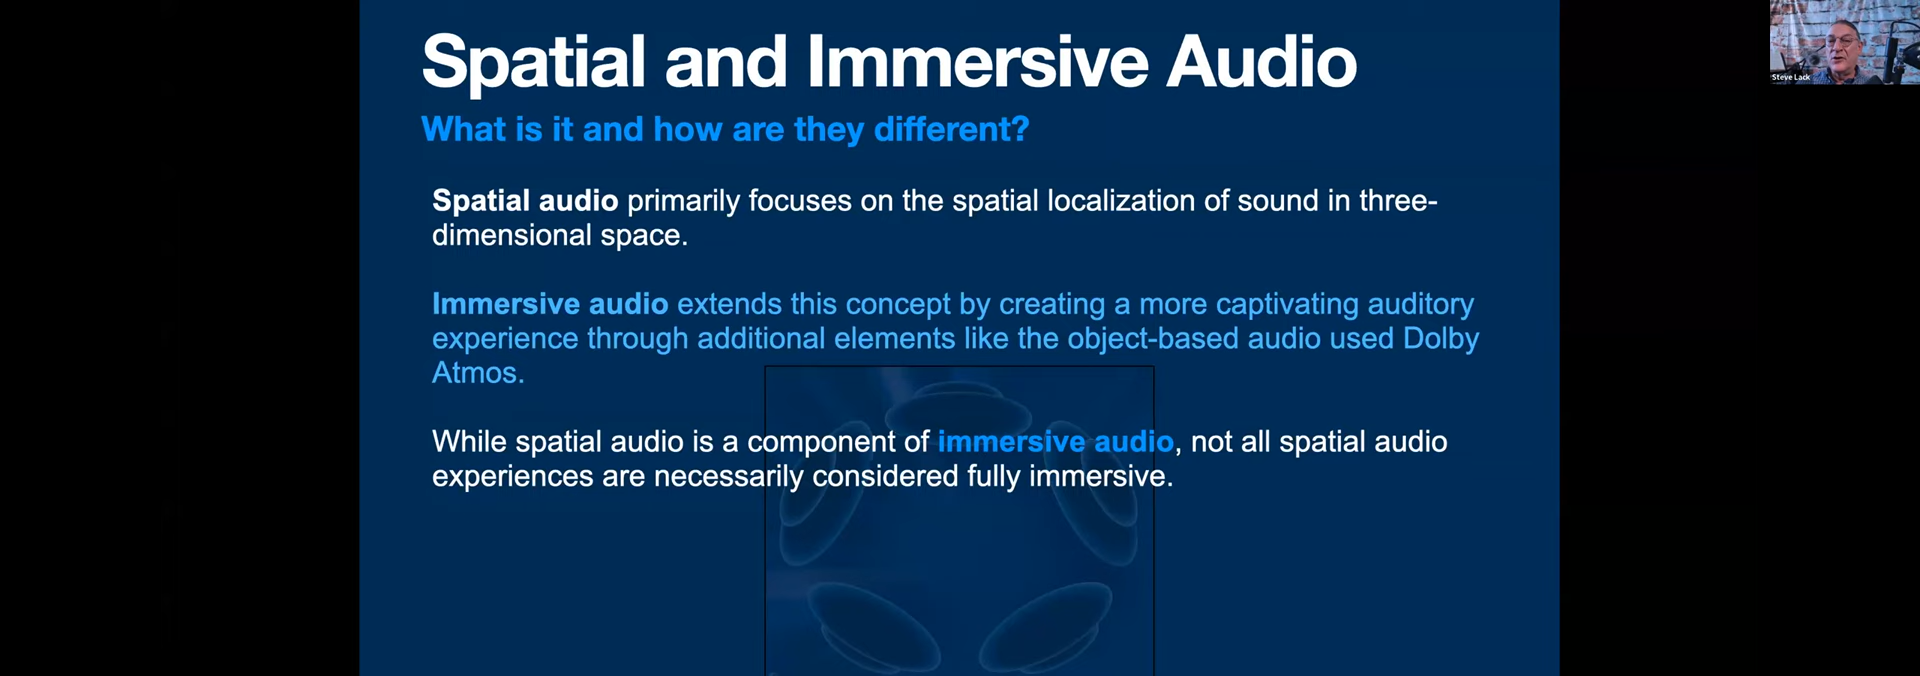 Spatial and Immersive Audio
What is it and how are they different?
Spatial audio primarily focuses on the spatial localization of sound in three-
dimensional space.
Immersive audio extends this concept by creating a more captivating auditory
experience through additional elements like the object-based audio used Dolby
Atmos.
While spatial audio is a component of immersive audio, not all spatial audio
experiences are necessarily considered fully immersive.
Steve Lack